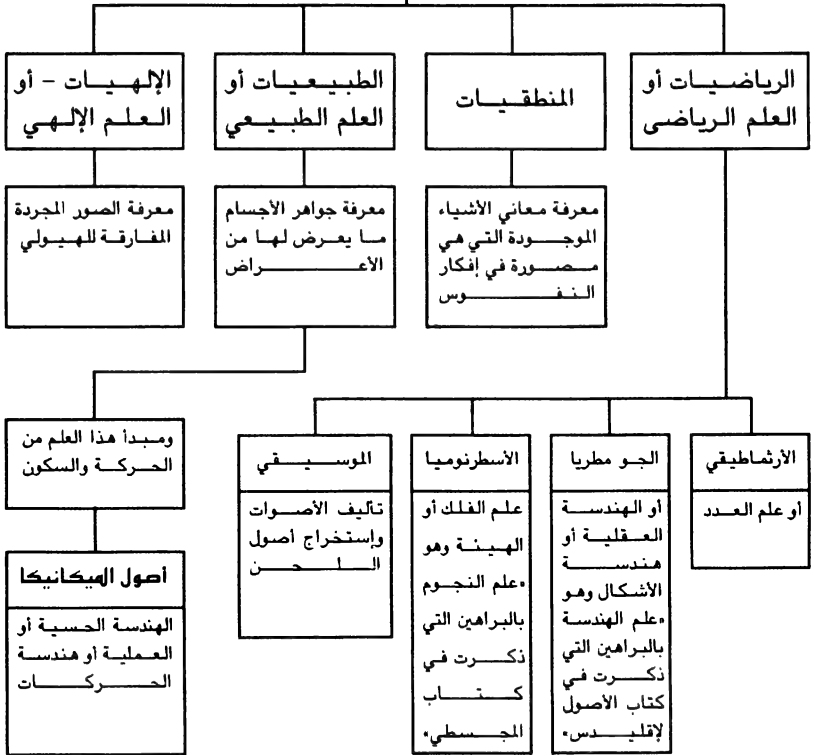 الرياضيات أو
العلم الرياضى
المنطقيات
الطبيعيات أو
العلم الطبيعي
الإلهيات – أو
العلم الإلهي
معرفة معاني الأشياء
الموجودة التي هي
مصورة في إفكار
النفوس
معرفة جواهر الأجسام
ما يعرض لها من
الأعراض
معرفة الصور المجردة
المفارقة للهيولي
ومبدأ هذا العلم من
الحركة والسكون
أصول الميكانيكا
الهندسة الحسية أو
العملية أو هندسة
الحركات
الأرثماطيقي
أو علم العدد
الجو مطريا
أو الهندسة
العقلية أو
هندسة
الأشكال وهو
«علم الهندسة
بالبراهين التي
ذكرت في
كتاب الأصول
لإقليدس»
الأسطرنوميا
علم الفلك أو
الهيئة وهو
«علم النجوم
بالبراهين التي
ذكرت في
كتاب
المجسطي»
الموسيقي
تأليف الأصوات
وإستخراج أصول
اللحن